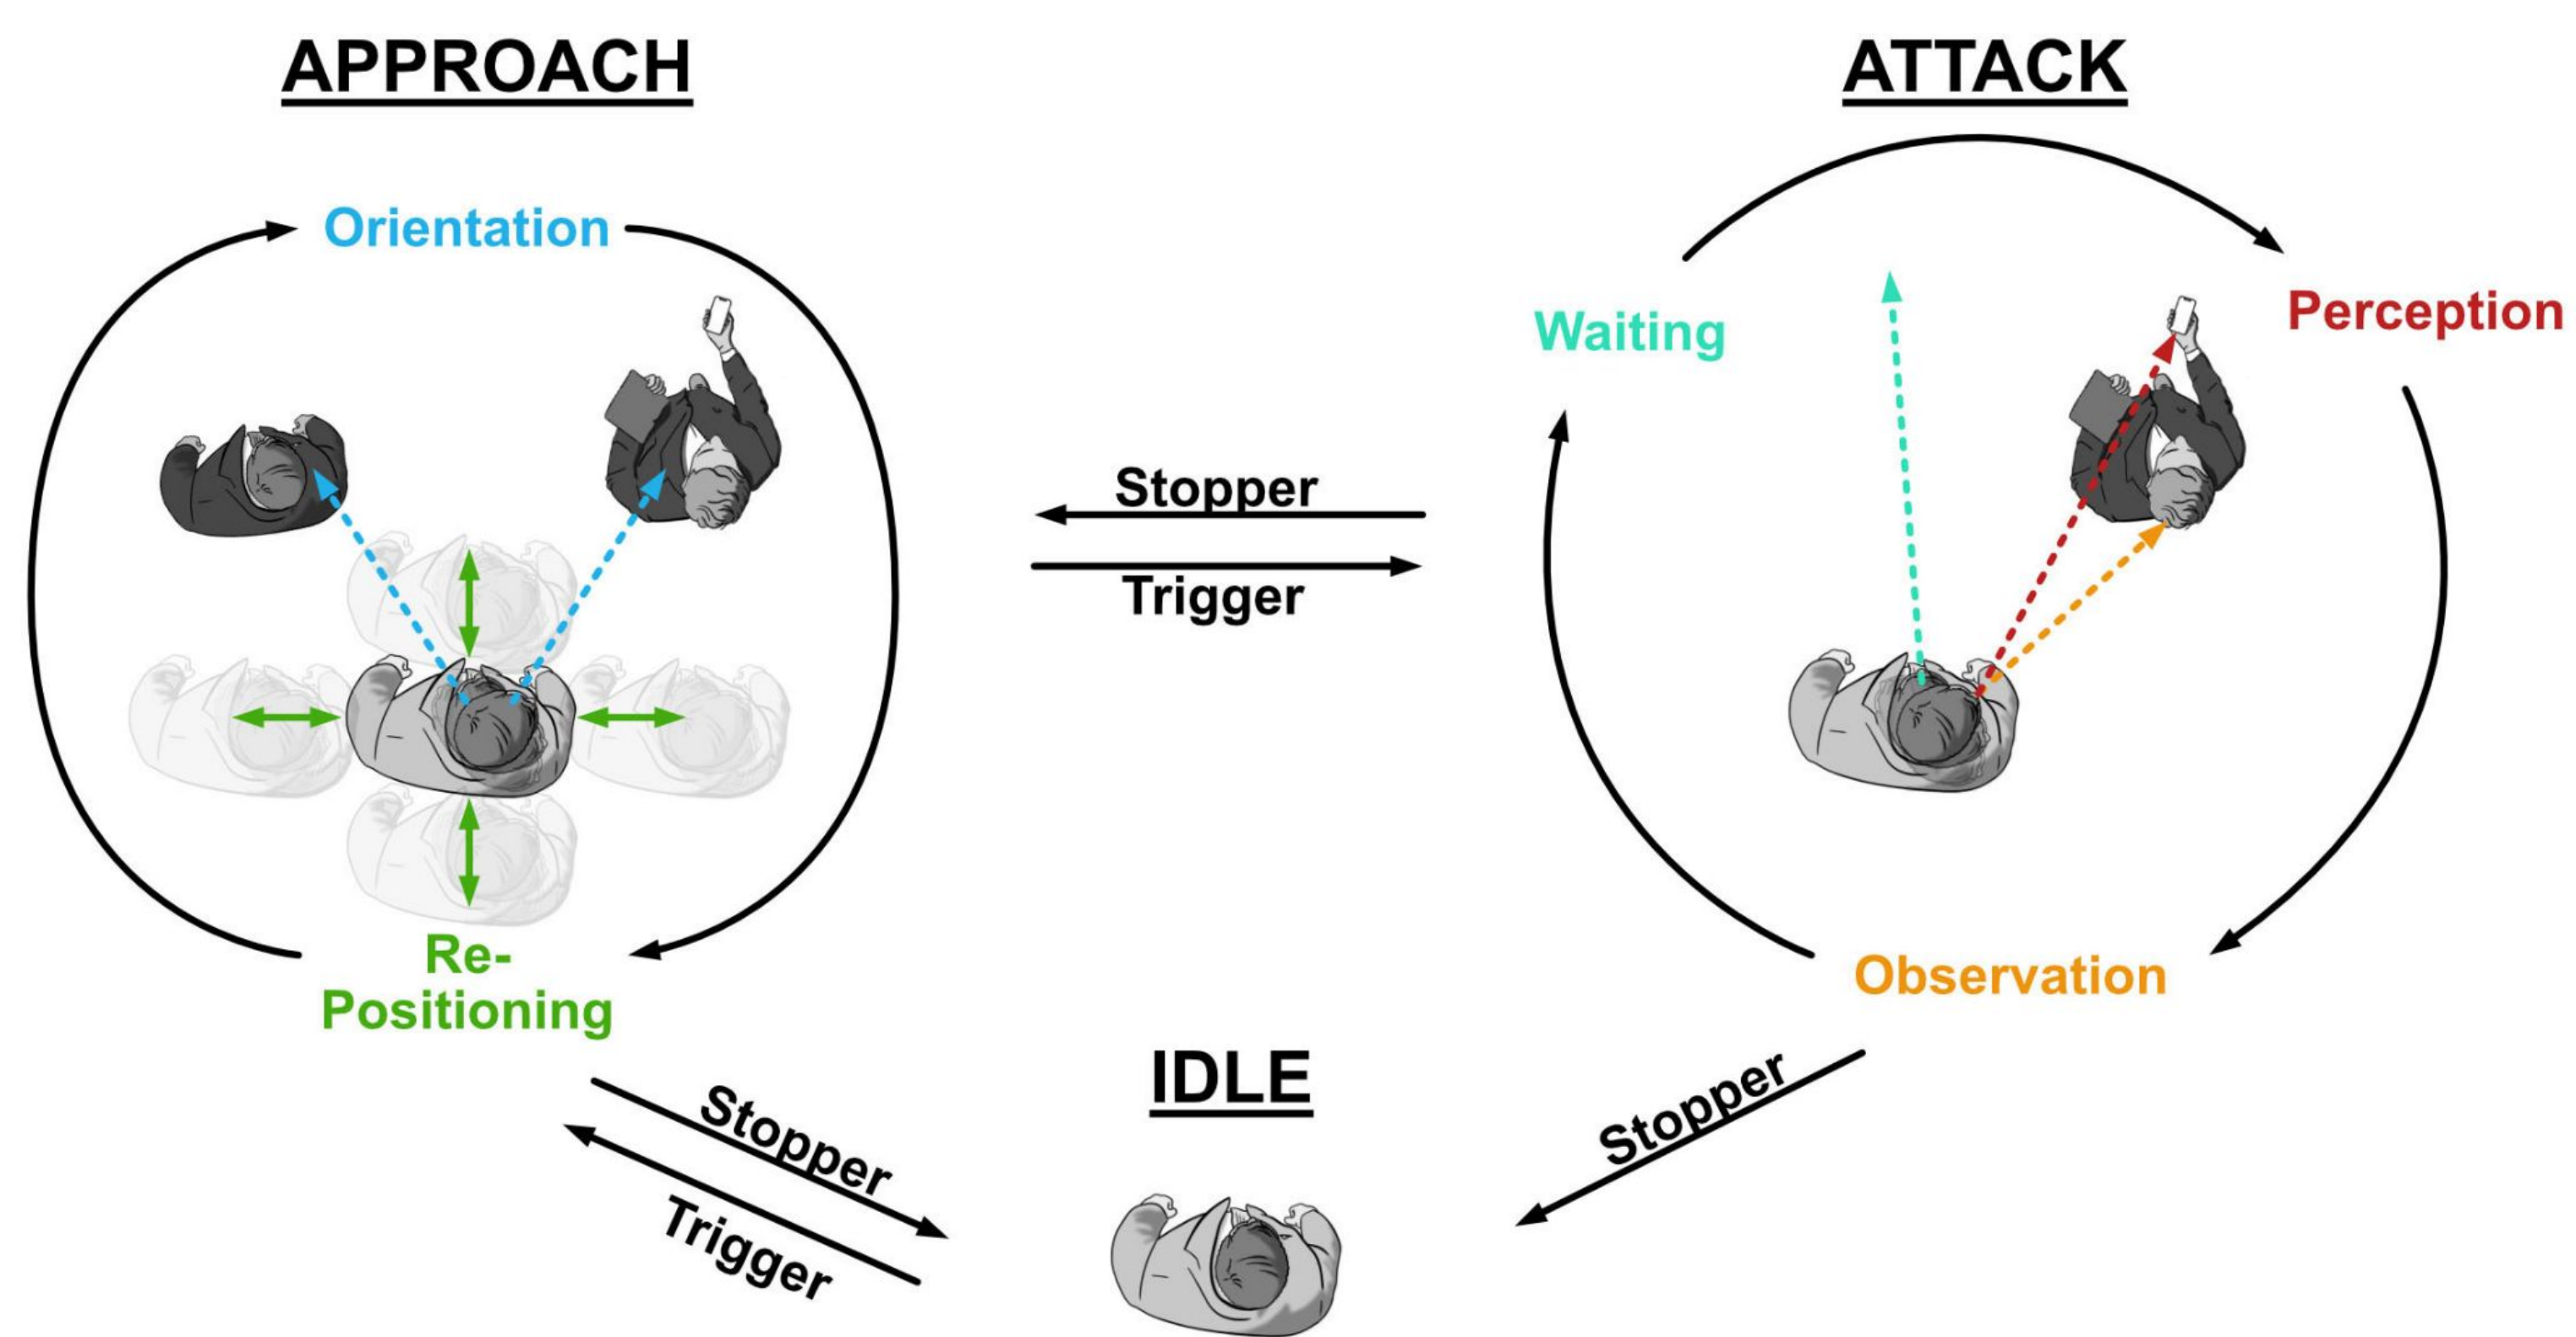 APPROACH
ATTACK
Orientation
Waiting
Perception
Stopper
Trigger
Re-
Positioning
Observation
IDLE
Stopper
Trigger
Stopper